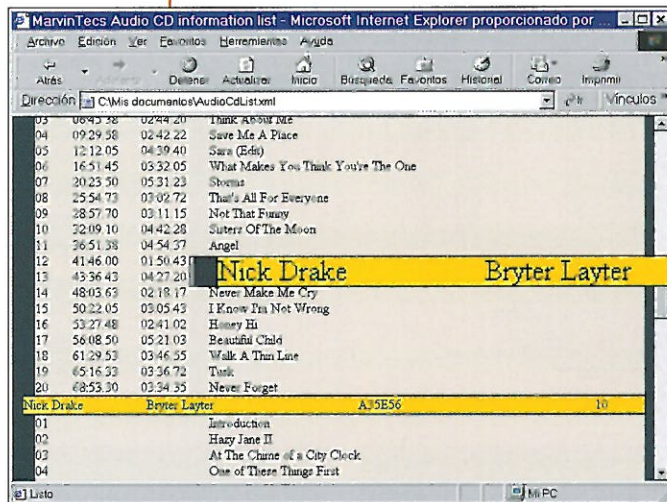 MarvinTecs Audio CD information list - Microsoft Internet Explorer proporcionado por ...
Archivo Edición Ver Favoritos Herramientas Ayuda
Atrás Detener Actualizar Inicio Búsqueda Favoritos Historial Correo Imprimir
Dirección C:\Mis documentos\AudioCdList.xml Ir Vínculos
03 06:45 38 02:44 20 Think About Me
04 09:29 58 02:42 22 Save Me A Place
05 12:12 05 04:39 40 Sara (Edit)
06 16:51 45 03:32 05 What Makes You Think You're The One
07 20:23 50 05:31 23 Storms
08 25:54 73 03:02 72 That's All For Everyone
09 28:57 70 03:11 15 Not That Funny
10 32:09 10 04:42 28 Sisters Of The Moon
11 36:51 38 04:54 37 Angel
12 41:46 00 01:50 43
13 43:36 43 04:27 20
Nick Drake Bryter Layter
14 48:03 63 02:18 17 Never Make Me Cry
15 50:22 05 03:05 43 I Know I'm Not Wrong
16 53:27 48 02:41 02 Honey Hi
17 56:08 50 05:21 03 Beautiful Child
18 61:29 53 03:46 55 Walk A Thin Line
19 65:16 33 03:36 72 Tusk
20 68:53 30 03:34 35 Never Forget
Nick Drake Bryter Layter A35E56 10
01 Introduction
02 Hazy Jane II
03 At The Chime of a City Clock
04 One of These Things First
Listo Mi PC